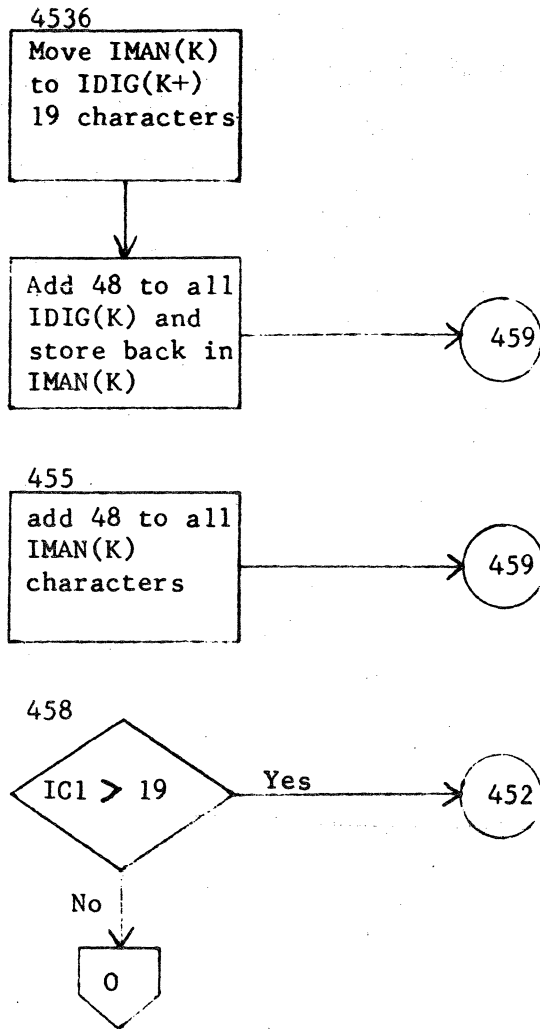 4536
Move IMAN(K)
to IDIG(K+)
19 characters
Add 48 to all
IDIG(K) and
store back in
IMAN(K)
459
455
add 48 to all
IMAN(K)
characters
459
458
IC1 > 19
Yes
452
No
O